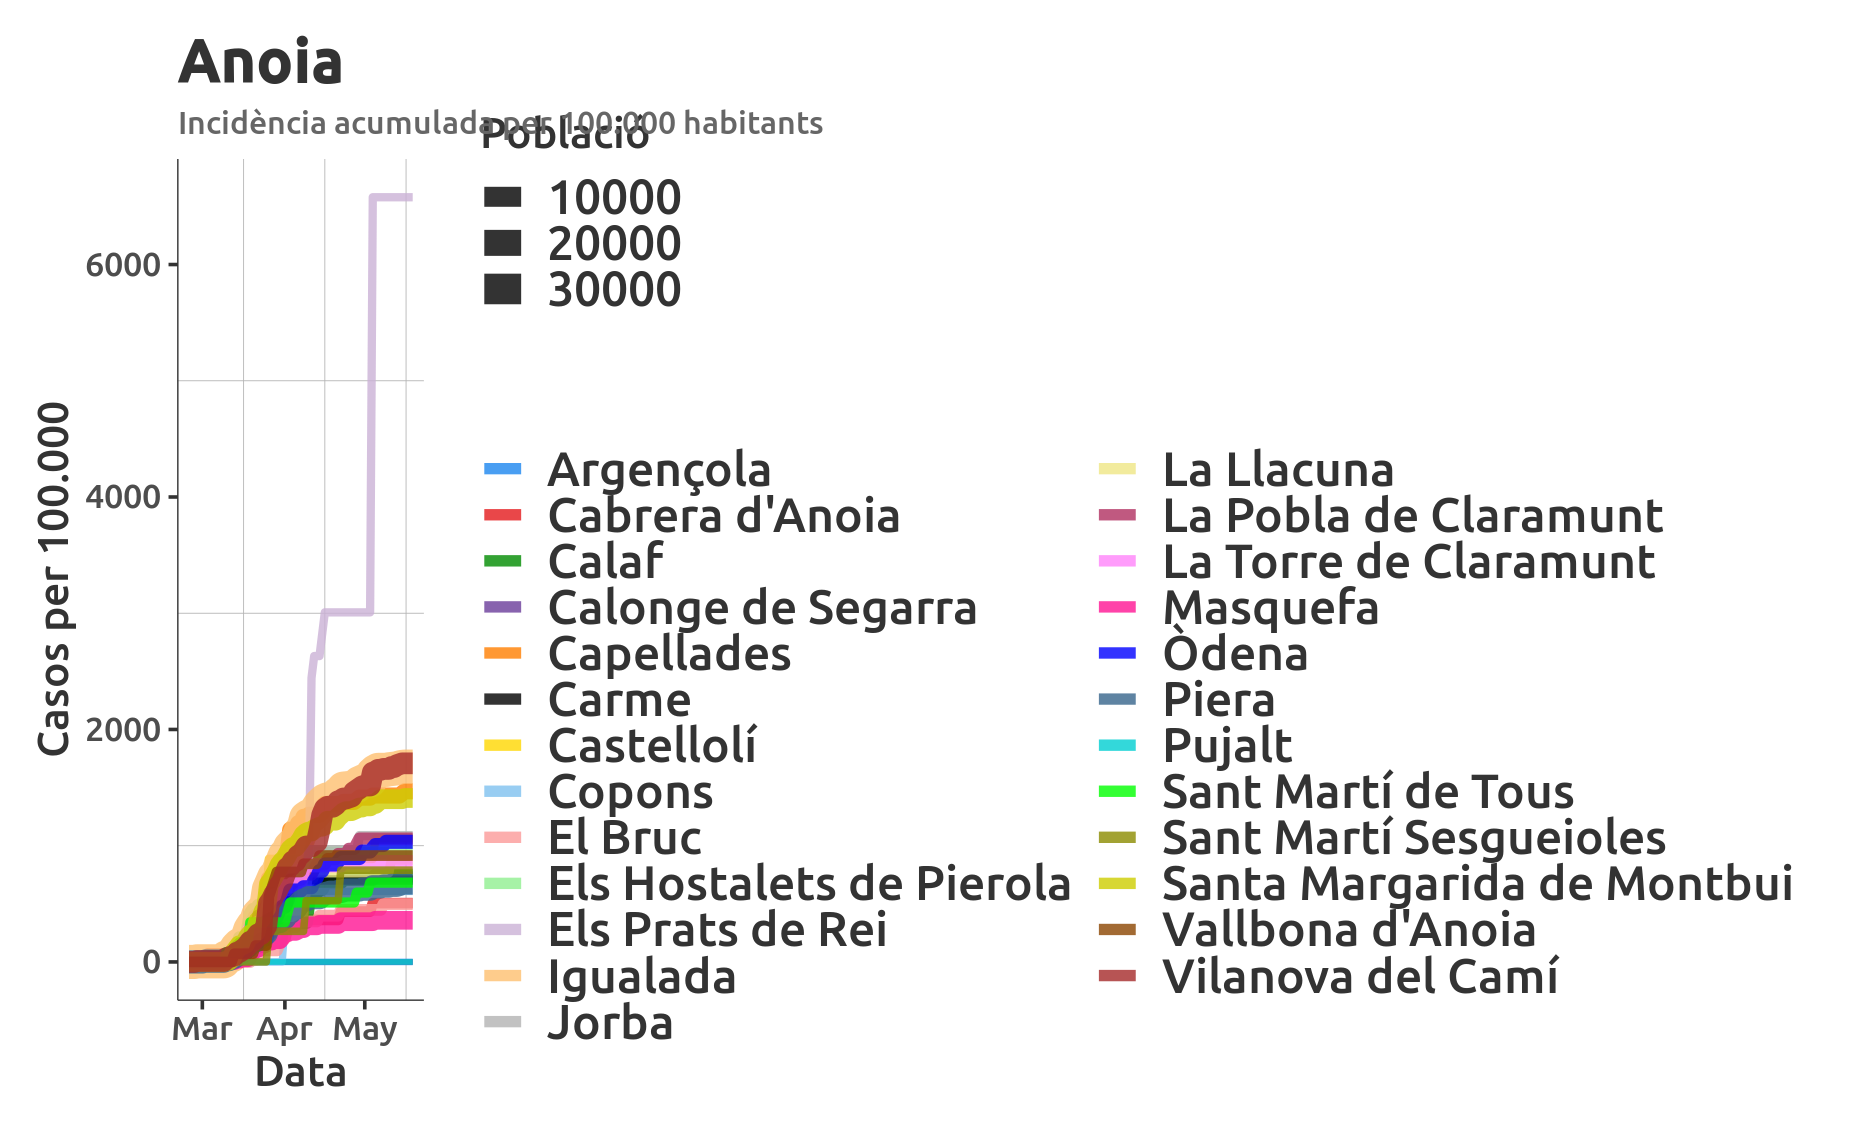 Anoia
Incidència acumulada per 100.000 habitants
Població
10000
20000
30000
6000
4000
2000
0
Casos per 100.000
Mar Apr May
Data
Argençola
Cabrera d'Anoia
Calaf
Calonge de Segarra
Capellades
Carme
Castellolí
Copons
El Bruc
Els Hostalets de Pierola
Els Prats de Rei
Igualada
Jorba
La Llacuna
La Pobla de Claramunt
La Torre de Claramunt
Masquefa
Òdena
Piera
Pujalt
Sant Martí de Tous
Sant Martí Sesgueioles
Santa Margarida de Montbui
Vallbona d'Anoia
Vilanova del Camí